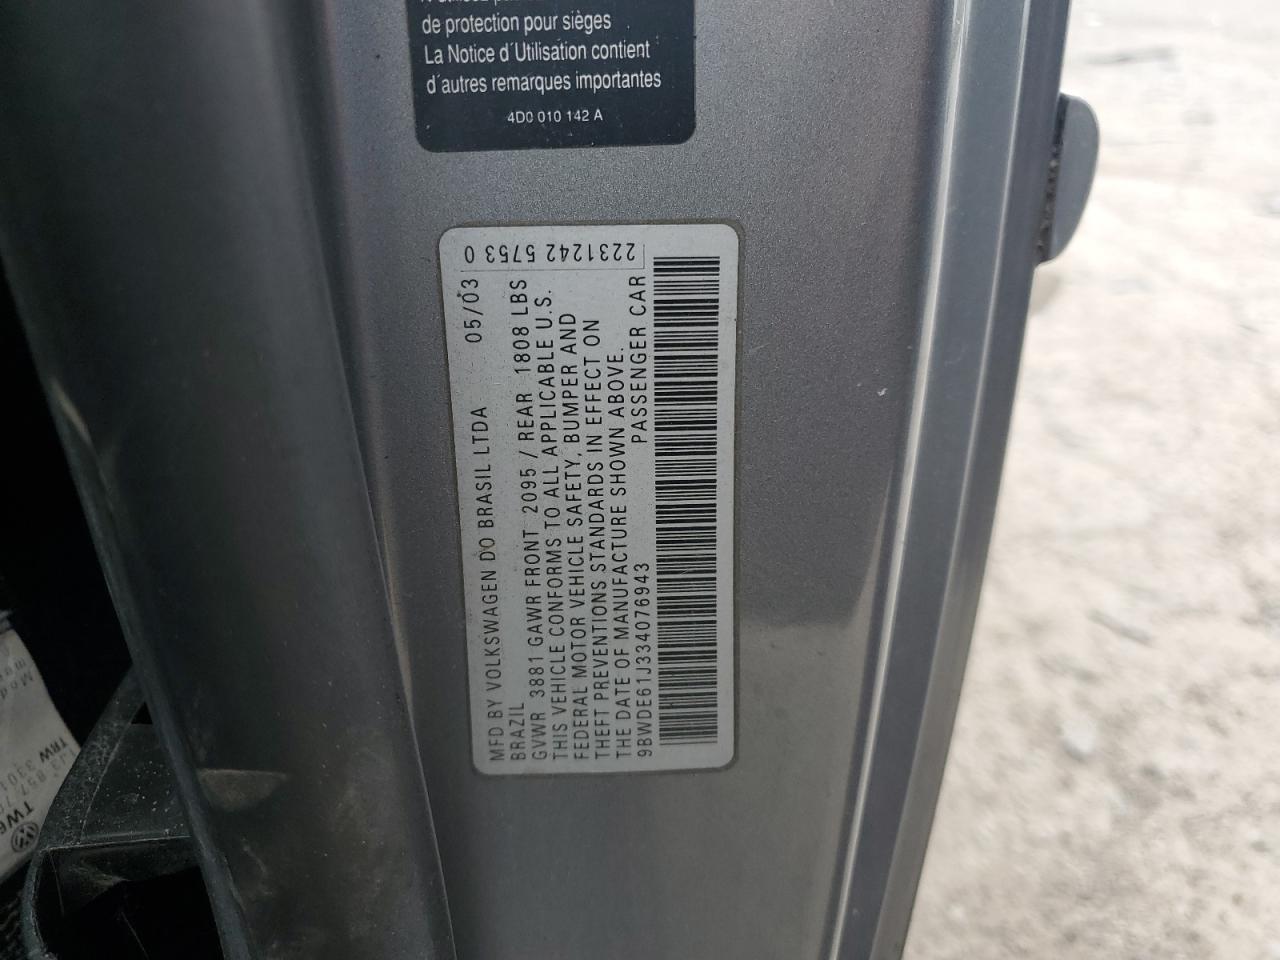 de protection pour sièges
La Notice d'Utilisation contient
d'autres remarques importantes
4D0 010 142 A
MFD BY VOLKSWAGEN DO BRASIL LTDA 05/03
BRAZIL
GVWR 3881 GAWR FRONT 2095 / REAR 1808 LBS
THIS VEHICLE CONFORMS TO ALL APPLICABLE U.S.
FEDERAL MOTOR VEHICLE SAFETY, BUMPER AND
THEFT PREVENTIONS STANDARDS IN EFFECT ON
THE DATE OF MANUFACTURE SHOWN ABOVE.
9BWDE61J334076943 PASSENGER CAR
2231242 5753 0
TRW